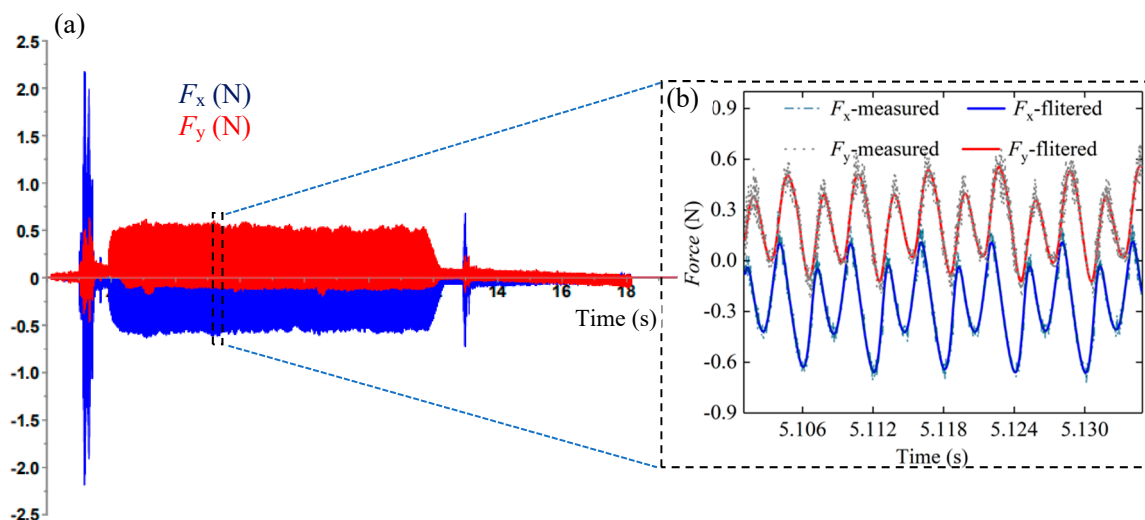 (a)
2.5
2.0
1.5
1.0
0.5
0
-0.5
-1.0
-1.5
-2.0
-2.5
Fx (N)
Fy (N)
14 16 18
Time (s)
(b)
Fx-measured Fx-flitered
Fy-measured Fy-flitered
0.9
0.6
0.3
0.0
-0.3
-0.6
-0.9
Force (N)
5.106 5.112 5.118 5.124 5.130
Time (s)